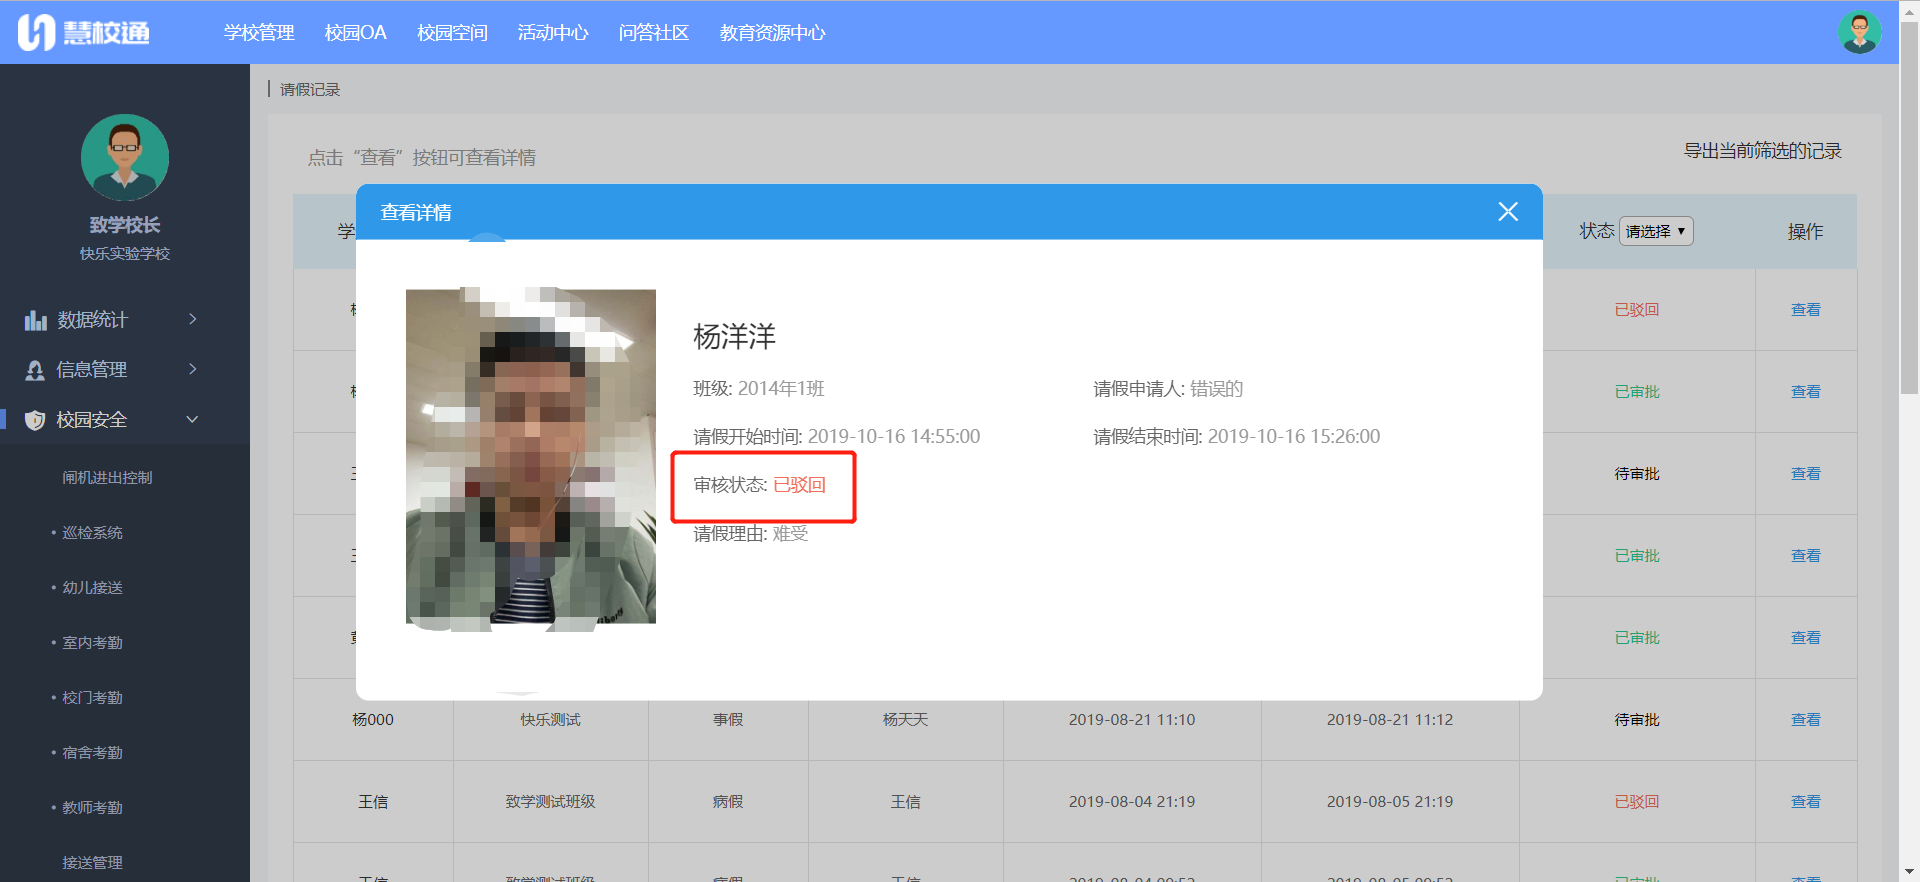 慧校通
学校管理 校园OA 校园空间 活动中心 问答社区 教育资源中心
致学校长
快乐实验学校
数据统计
信息管理
校园安全
闸机进出控制
• 巡检系统
• 幼儿接送
• 室内考勤
• 校门考勤
• 宿舍考勤
• 教师考勤
接送管理
请假记录
点击“查看”按钮可查看详情
导出当前筛选的记录
学 状态 请选择 操作
已驳回 查看
已审批 查看
待审批 查看
已审批 查看
已审批 查看
查看详情
杨洋洋
班级: 2014年1班 请假申请人: 错误的
请假开始时间: 2019-10-16 14:55:00 请假结束时间: 2019-10-16 15:26:00
审核状态: 已驳回
请假理由: 难受
杨000 快乐测试 事假 杨天天 2019-08-21 11:10 2019-08-21 11:12 待审批 查看
王信 致学测试班级 病假 王信 2019-08-04 21:19 2019-08-05 21:19 已驳回 查看